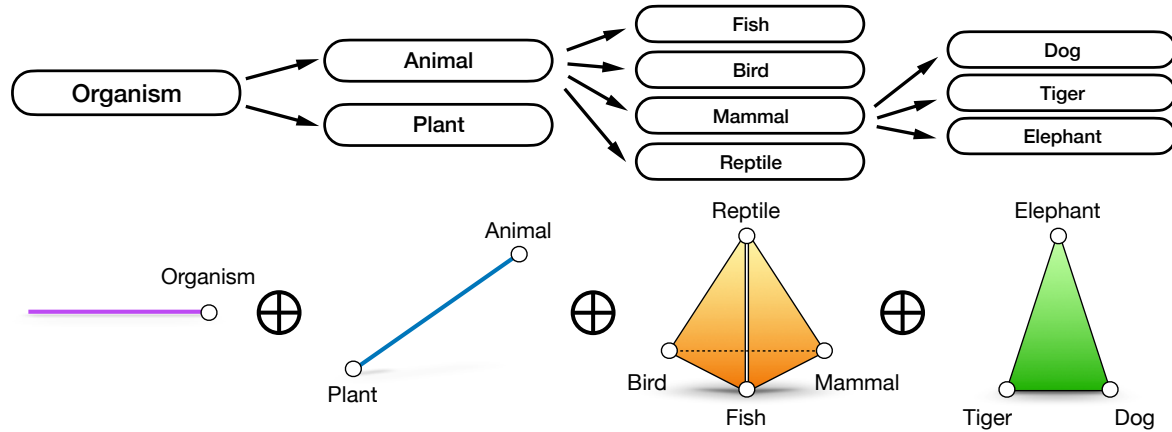 Organism
Animal
Plant
Fish
Bird
Mammal
Reptile
Dog
Tiger
Elephant
Organism
Animal
Plant
Reptile
Bird
Mammal
Fish
Elephant
Tiger
Dog